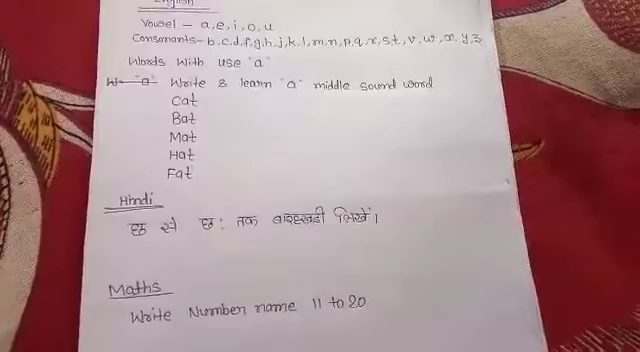 English
Vowel - a,e,i,o,u
Consonants - b,c,d,f,g,h,j,k,l,m,n,p,q,r,s,t,v,w,x,y,z
Words with use "a"
W "a" Write & learn "a" middle sound word
Cat
Bat
Mat
Hat
Fat
Hindi
छ से छः तक बारहखड़ी लिखें।
Maths
Write Number name 11 to 20